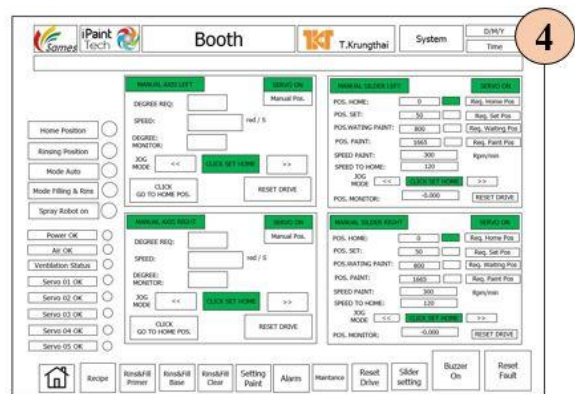 Sames
iPaint Tech
Booth
TKT
T.Krungthai
System
D/M/Y
Time
4
Home Position
Rinsing Position
Mode Auto
Mode Filling & Rins
Spray Robot on
Power OK
Air OK
Ventilation Status
Servo 01 OK
Servo 02 OK
Servo 03 OK
Servo 04 OK
Servo 05 OK
MANUAL AXIS LEFT
SERVO ON
Manual Pos.
DEGREE REQ:
SPEED:
red / S
DEGREE:
MONITOR:
JOG
MODE
<<
CLICK SET HOME
>>
CLICK
GO TO HOME POS.
RESET DRIVE
MANUAL SILDER LEFT
SERVO ON
POS. HOME: 0 Req. Home Pos
POS. SET: 50 Req. Set Pos
POS.WATING PAINT: 800 Req. Waiting Pos
POS. PAINT: 1665 Req. Paint Pos
SPEED PAINT: 300 Rpm/min
SPEED TO HOME: 120
JOG
MODE
<<
CLICK SET HOME
>>
POS. MONITOR: -0.000 RESET DRIVE
MANUAL AXIS RIGHT
SERVO ON
Manual Pos.
DEGREE REQ:
SPEED:
red / S
DEGREE:
MONITOR:
JOG
MODE
<<
CLICK SET HOME
>>
CLICK
GO TO HOME POS.
RESET DRIVE
MANUAL SILDER RIGHT
SERVO ON
POS. HOME: 0 Req. Home Pos
POS. SET: 50 Req. Set Pos
POS.WATING PAINT: 800 Req. Waiting Pos
POS. PAINT: 1665 Req. Paint Pos
SPEED PAINT: 300 Rpm/min
SPEED TO HOME: 120
JOG
MODE
<<
CLICK SET HOME
>>
POS. MONITOR: -0.000 RESET DRIVE
Recipe
Rins&Fill Primer
Rins&Fill Base
Rins&Fill Clear
Setting Paint
Alarm
Maintance
Reset Drive
Silder setting
Buzzer On
Reset Fault